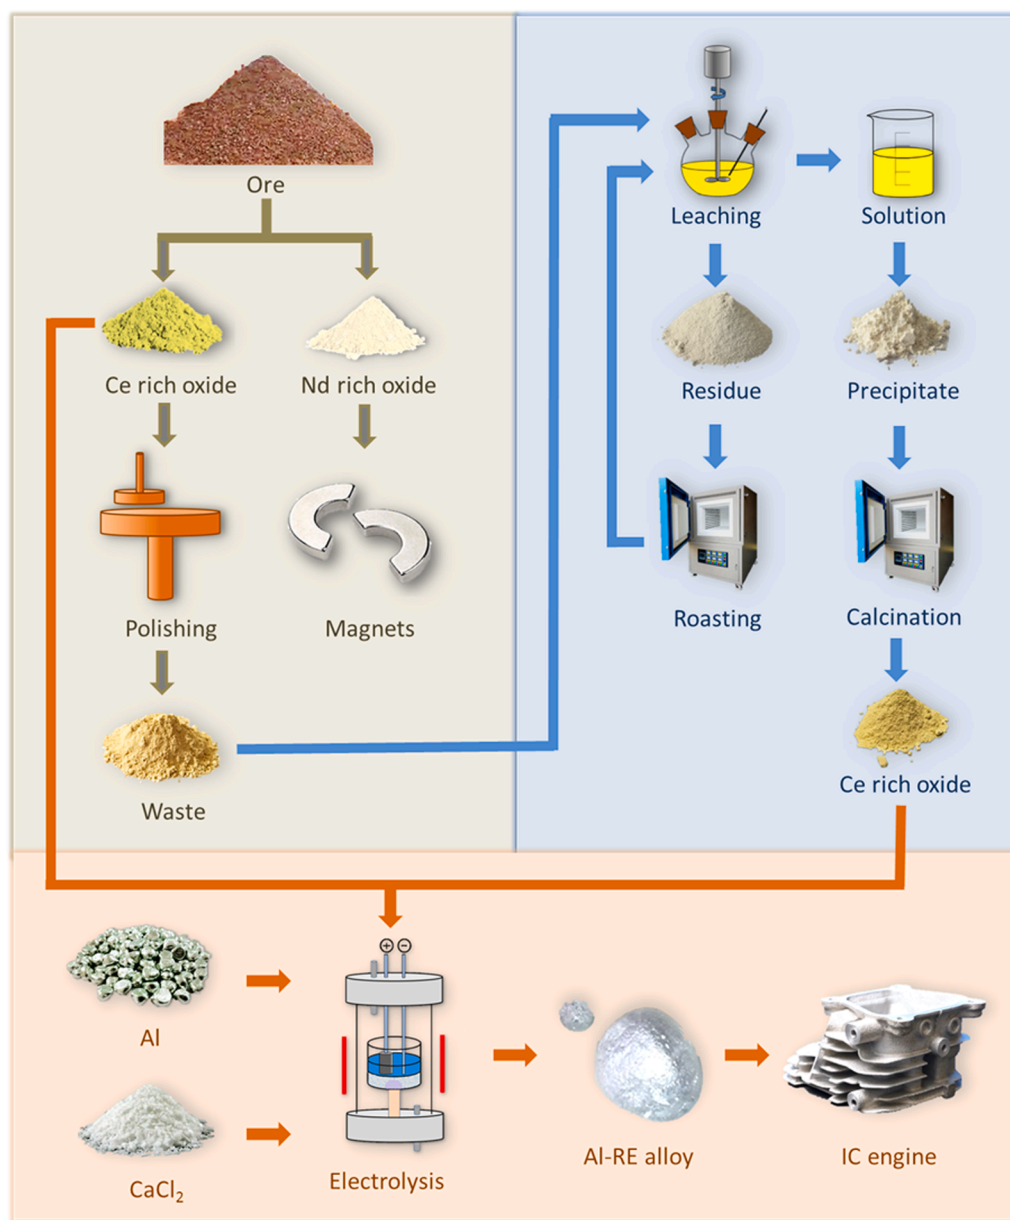 Ore
Ce rich oxide
Nd rich oxide
Polishing
Magnets
Waste
Leaching
Solution
Residue
Precipitate
Roasting
Calcination
Ce rich oxide
+ −
Al
CaCl₂
Electrolysis
Al-RE alloy
IC engine